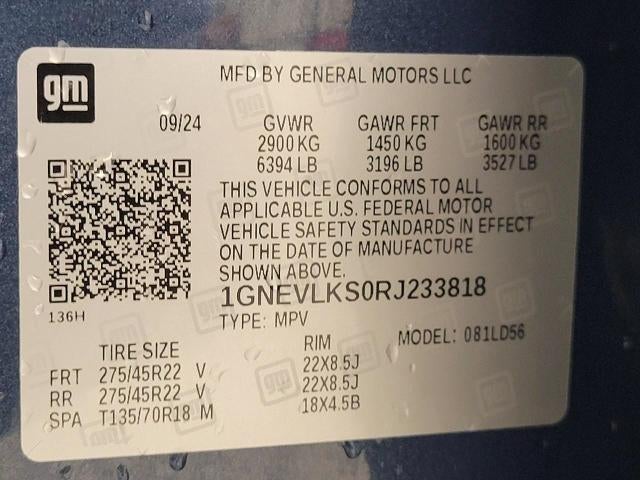 gm
MFD BY GENERAL MOTORS LLC
09/24 GVWR GAWR FRT GAWR RR
2900 KG 1450 KG 1600 KG
6394 LB 3196 LB 3527 LB
THIS VEHICLE CONFORMS TO ALL
APPLICABLE U.S. FEDERAL MOTOR
VEHICLE SAFETY STANDARDS IN EFFECT
ON THE DATE OF MANUFACTURE
SHOWN ABOVE.
1GNEVLKS0RJ233818
136H
TYPE: MPV MODEL: 081LD56
TIRE SIZE RIM
FRT 275/45R22 V 22X8.5J
RR 275/45R22 V 22X8.5J
SPA T135/70R18 M 18X4.5B